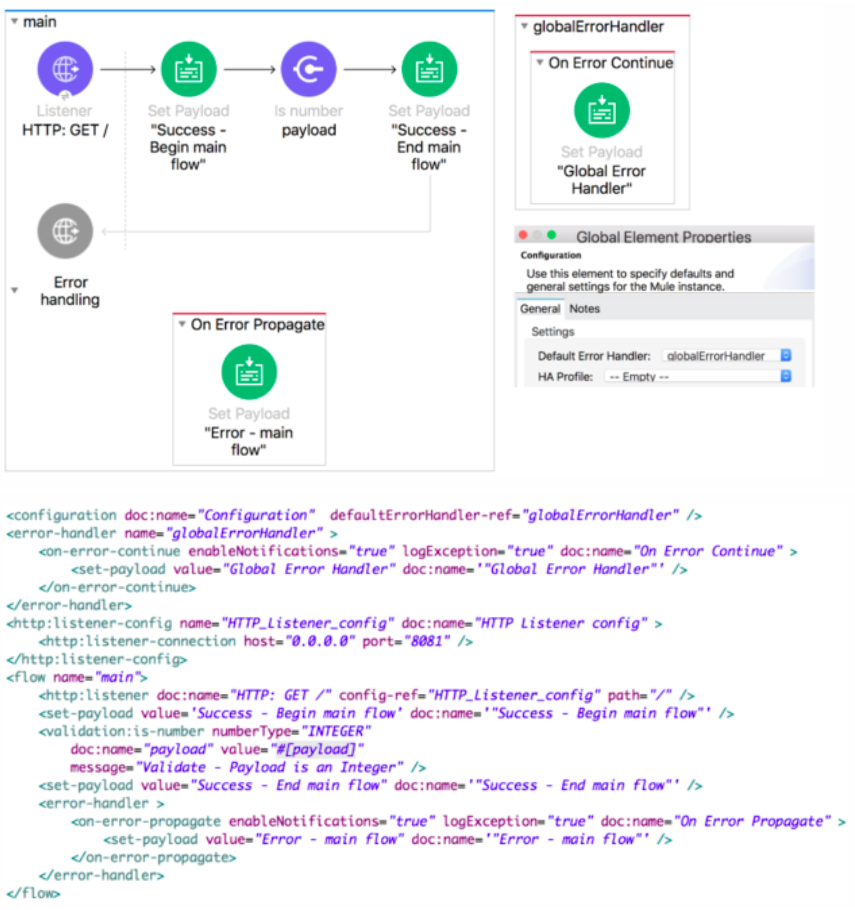 main
Listener
HTTP: GET /
Set Payload
"Success -
Begin main
flow"
Is number
payload
Set Payload
"Success -
End main
flow"
Error
handling
On Error Propagate
Set Payload
"Error - main
flow"
globalErrorHandler
On Error Continue
Set Payload
"Global Error
Handler"
Global Element Properties
Configuration
Use this element to specify defaults and
general settings for the Mule instance.
General Notes
Settings
Default Error Handler: globalErrorHandler
HA Profile: -- Empty --
<configuration doc:name="Configuration" defaultErrorHandler-ref="globalErrorHandler" />
<error-handler name="globalErrorHandler" >
<on-error-continue enableNotifications="true" logException="true" doc:name="On Error Continue" >
<set-payload value="Global Error Handler" doc:name='"Global Error Handler"' />
</on-error-continue>
</error-handler>
<http:listener-config name="HTTP_Listener_config" doc:name="HTTP Listener config" >
<http:listener-connection host="0.0.0.0" port="8081" />
</http:listener-config>
<flow name="main">
<http:listener doc:name="HTTP: GET /" config-ref="HTTP_Listener_config" path="/" />
<set-payload value='Success - Begin main flow' doc:name='"Success - Begin main flow"' />
<validation:is-number numberType="INTEGER"
doc:name="payload" value="#[payload]"
message="Validate - Payload is an Integer" />
<set-payload value="Success - End main flow" doc:name='"Success - End main flow"' />
<error-handler >
<on-error-propagate enableNotifications="true" logException="true" doc:name="On Error Propagate" >
<set-payload value="Error - main flow" doc:name='"Error - main flow"' />
</on-error-propagate>
</error-handler>
</flow>